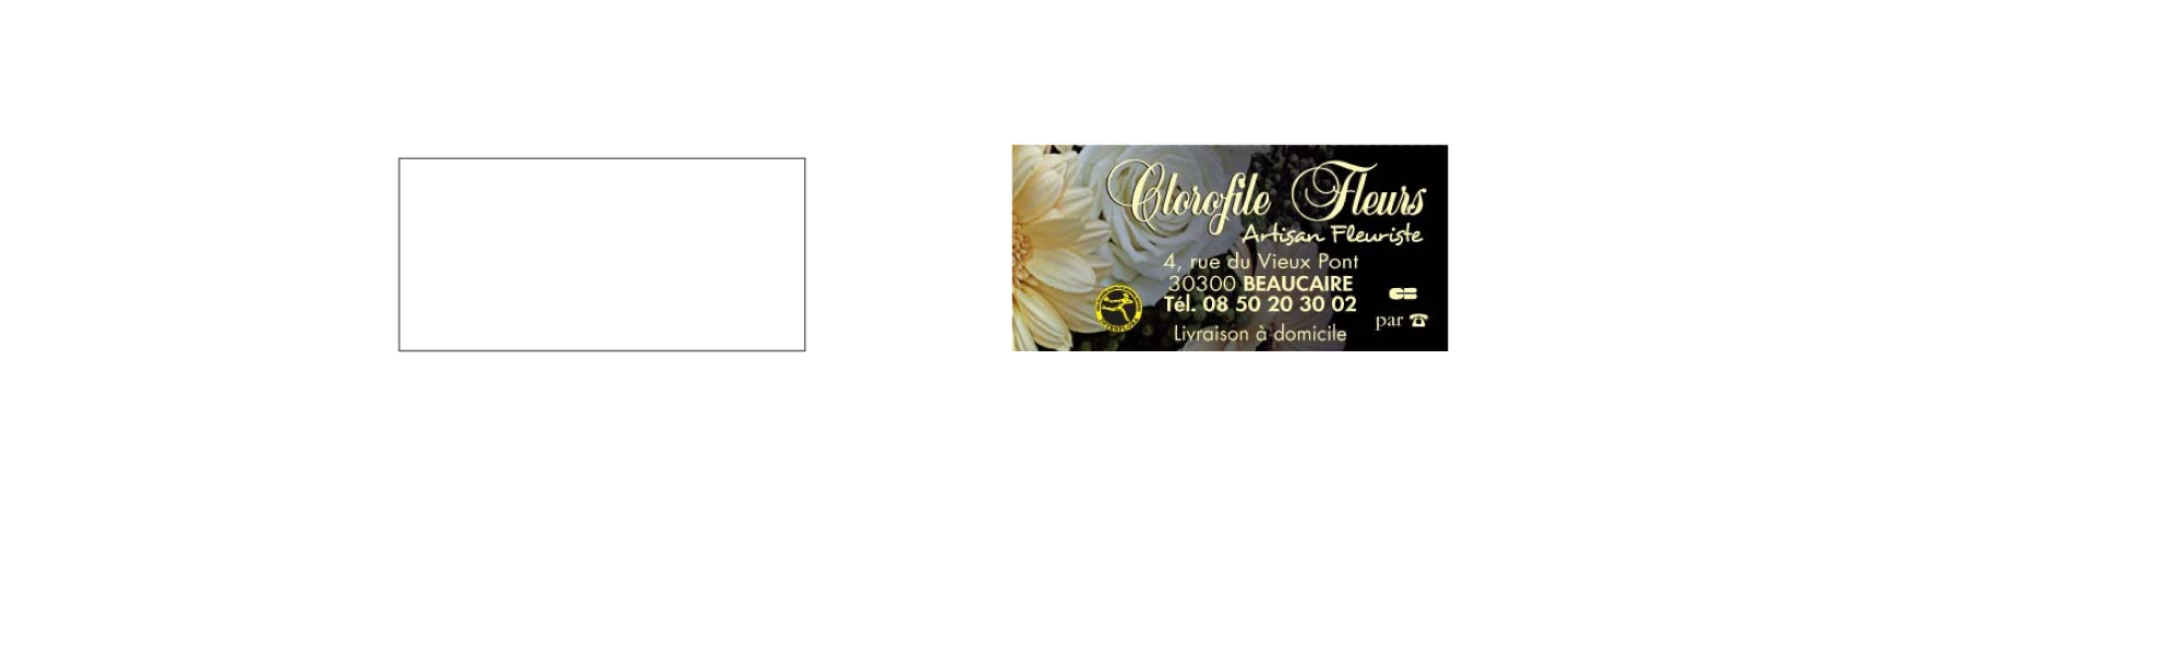 Clorofile Fleurs
Artisan Fleuriste
4, rue du Vieux Pont
30300 BEAUCAIRE
Tél. 08 50 20 30 02
par ☎
Livraison à domicile
INTERFLORA